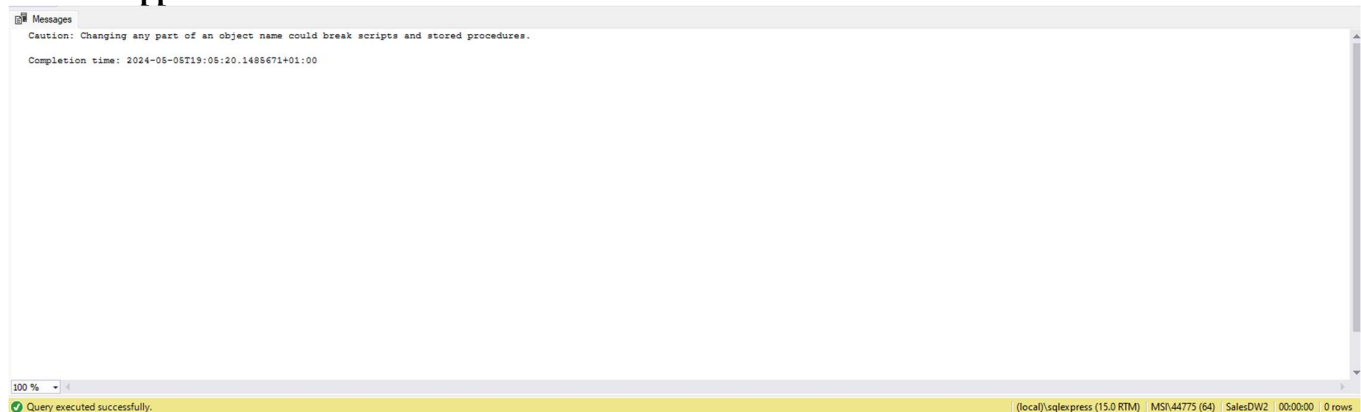 Messages
Caution: Changing any part of an object name could break scripts and stored procedures.
Completion time: 2024-05-05T19:05:20.1485671+01:00
100 %
Query executed successfully.
(local)\sqlexpress (15.0 RTM) MSI\44775 (64) SalesDW2 00:00:00 0 rows